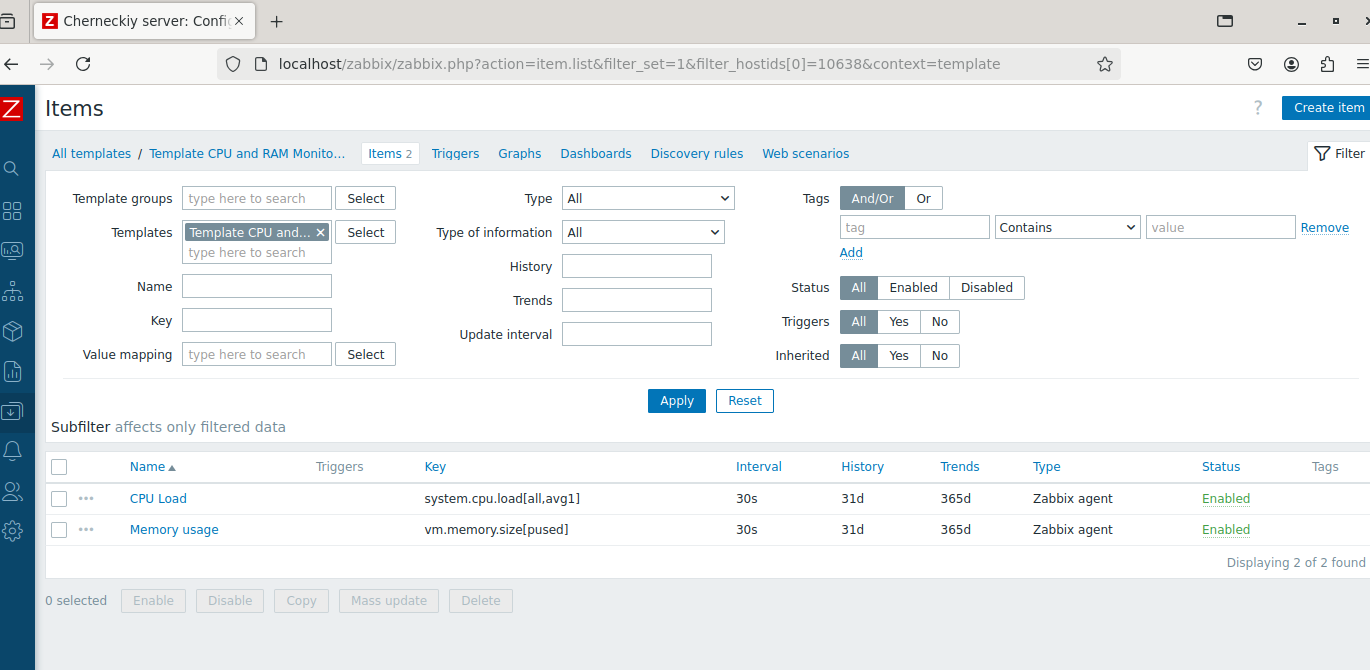 Z Cherneckiy server: Confi
localhost/zabbix/zabbix.php?action=item.list&filter_set=1&filter_hostids[0]=10638&context=template
Z
Items
?
Create item
All templates / Template CPU and RAM Monito... Items 2 Triggers Graphs Dashboards Discovery rules Web scenarios
Filter
Template groups type here to search Select
Type All
Tags And/Or Or
Templates Template CPU and... Select
type here to search
Type of information All
tag Contains value Remove
Add
History
Name
Status All Enabled Disabled
Trends
Key
Triggers All Yes No
Update interval
Value mapping type here to search Select
Inherited All Yes No
Apply Reset
Subfilter affects only filtered data
Name Triggers Key Interval History Trends Type Status Tags
CPU Load system.cpu.load[all,avg1] 30s 31d 365d Zabbix agent Enabled
Memory usage vm.memory.size[pused] 30s 31d 365d Zabbix agent Enabled
Displaying 2 of 2 found
0 selected Enable Disable Copy Mass update Delete